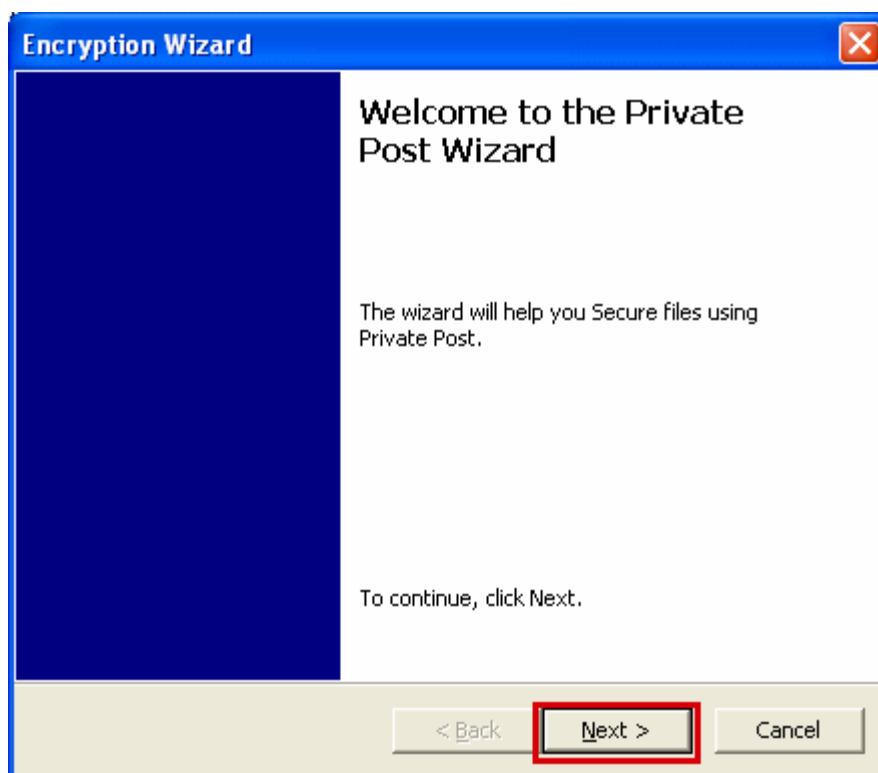 Encryption Wizard
Welcome to the Private
Post Wizard
The wizard will help you Secure files using
Private Post.
To continue, click Next.
< Back
Next >
Cancel